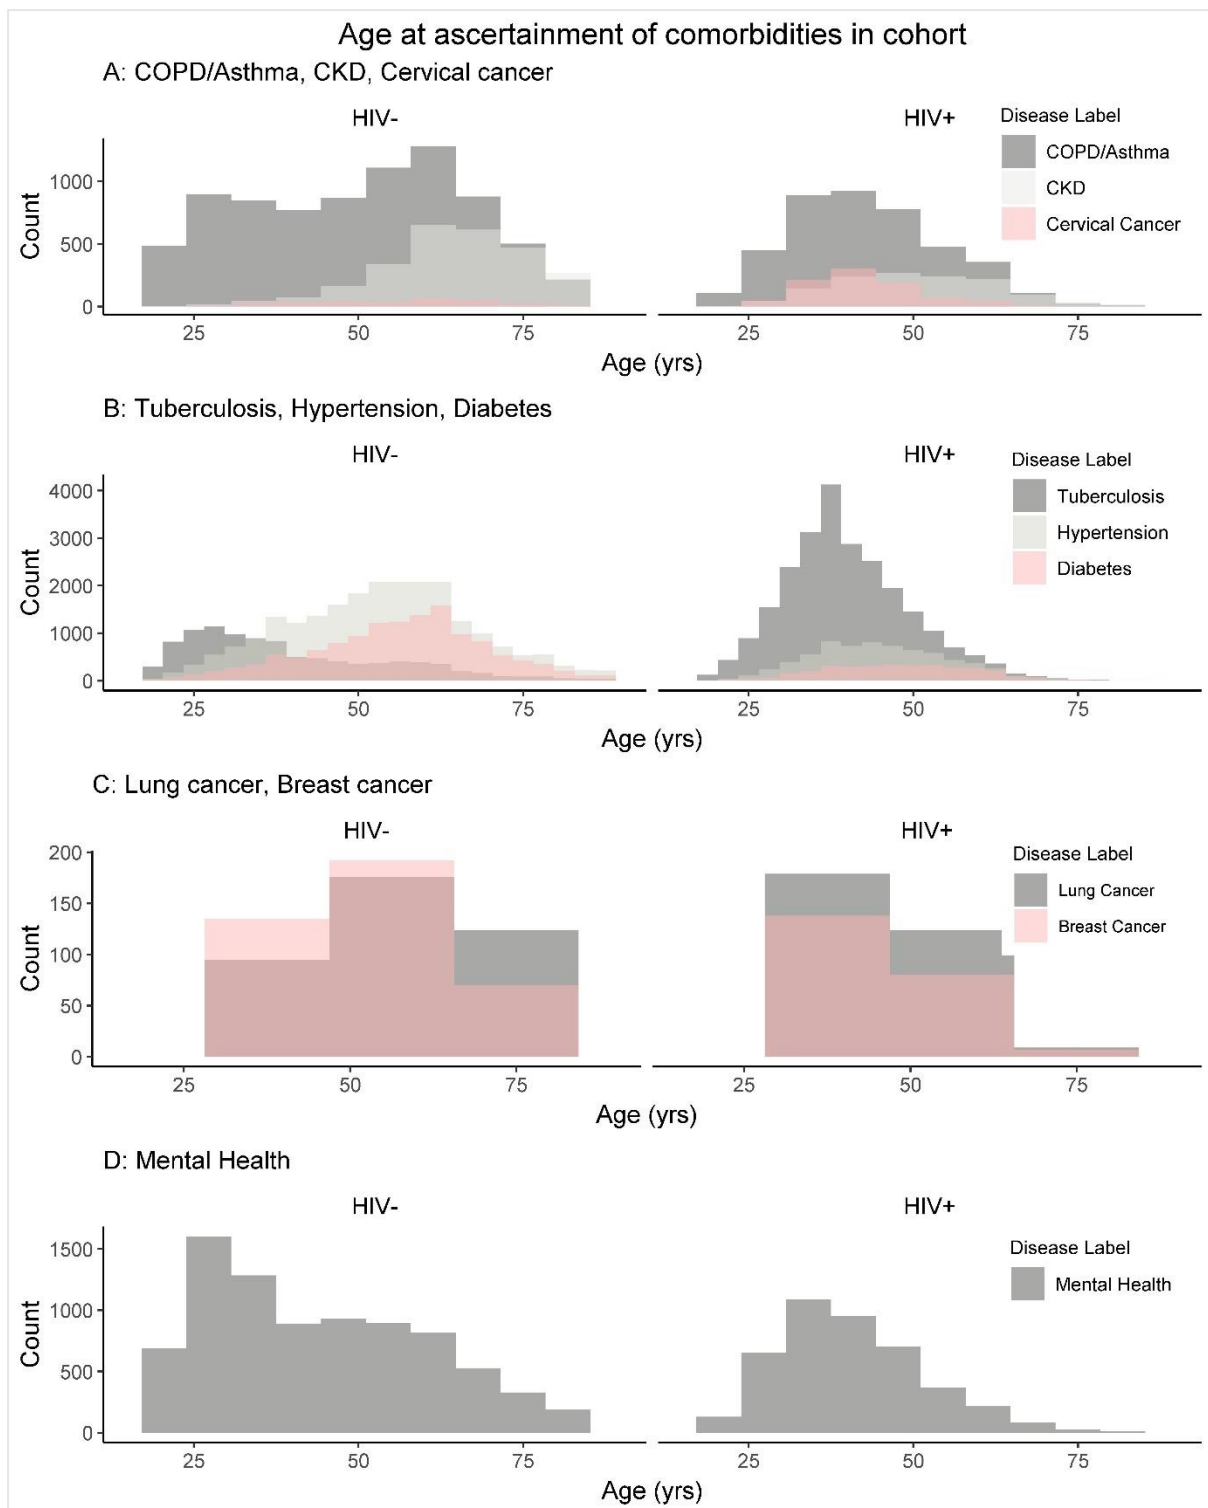 Age at ascertainment of comorbidities in cohort
A: COPD/Asthma, CKD, Cervical cancer
HIV-
HIV+
Disease Label
COPD/Asthma
CKD
Cervical Cancer
Count
1000
500
0
25
50
75
25
50
75
Age (yrs)
B: Tuberculosis, Hypertension, Diabetes
HIV-
HIV+
Disease Label
Tuberculosis
Hypertension
Diabetes
Count
4000
3000
2000
1000
0
25
50
75
25
50
75
Age (yrs)
C: Lung cancer, Breast cancer
HIV-
HIV+
Disease Label
Lung Cancer
Breast Cancer
Count
200
150
100
50
0
25
50
75
25
50
75
Age (yrs)
D: Mental Health
HIV-
HIV+
Disease Label
Mental Health
Count
1500
1000
500
0
25
50
75
25
50
75
Age (yrs)